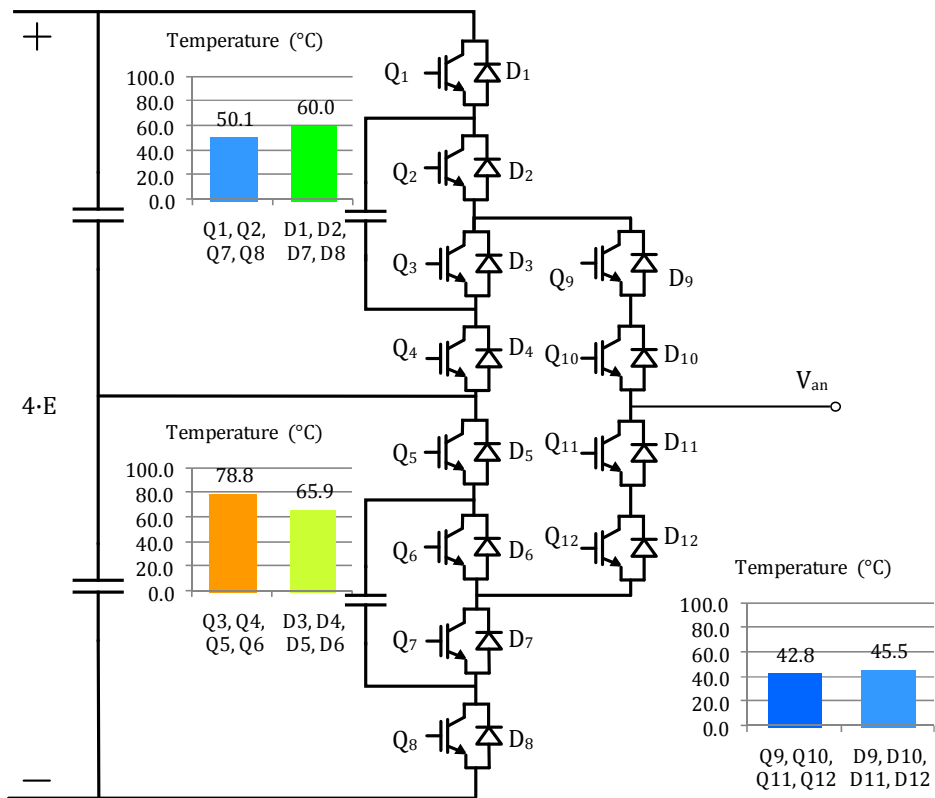 +
Temperature (°C)
100.0
80.0
60.0
40.0
20.0
0.0
50.1
60.0
Q1, Q2,
Q7, Q8
D1, D2,
D7, D8
Q1
D1
Q2
D2
Q3
D3
Q4
D4
Q9
D9
Q10
D10
4·E
Van
Temperature (°C)
100.0
80.0
60.0
40.0
20.0
0.0
78.8
65.9
Q3, Q4,
Q5, Q6
D3, D4,
D5, D6
Q5
D5
Q11
D11
Q6
D6
Q12
D12
Q7
D7
Q8
D8
Temperature (°C)
100.0
80.0
60.0
40.0
20.0
0.0
42.8
45.5
Q9, Q10,
Q11, Q12
D9, D10,
D11, D12
—